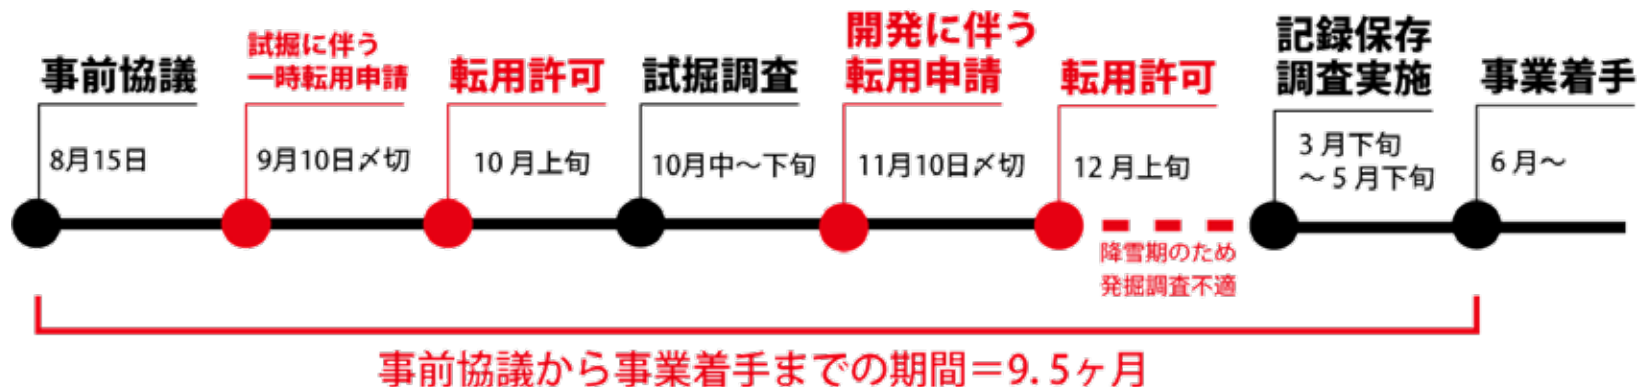 事前協議
8月15日
試掘に伴う
一時転用申請
9月10日〆切
転用許可
10 月上旬
試掘調査
10月中～下旬
開発に伴う
転用申請
11月10日〆切
転用許可
12 月上旬
降雪期のため
発掘調査不適
記録保存
調査実施
3 月下旬
～ 5 月下旬
事業着手
6 月～
事前協議から事業着手までの期間＝9. 5ヶ月